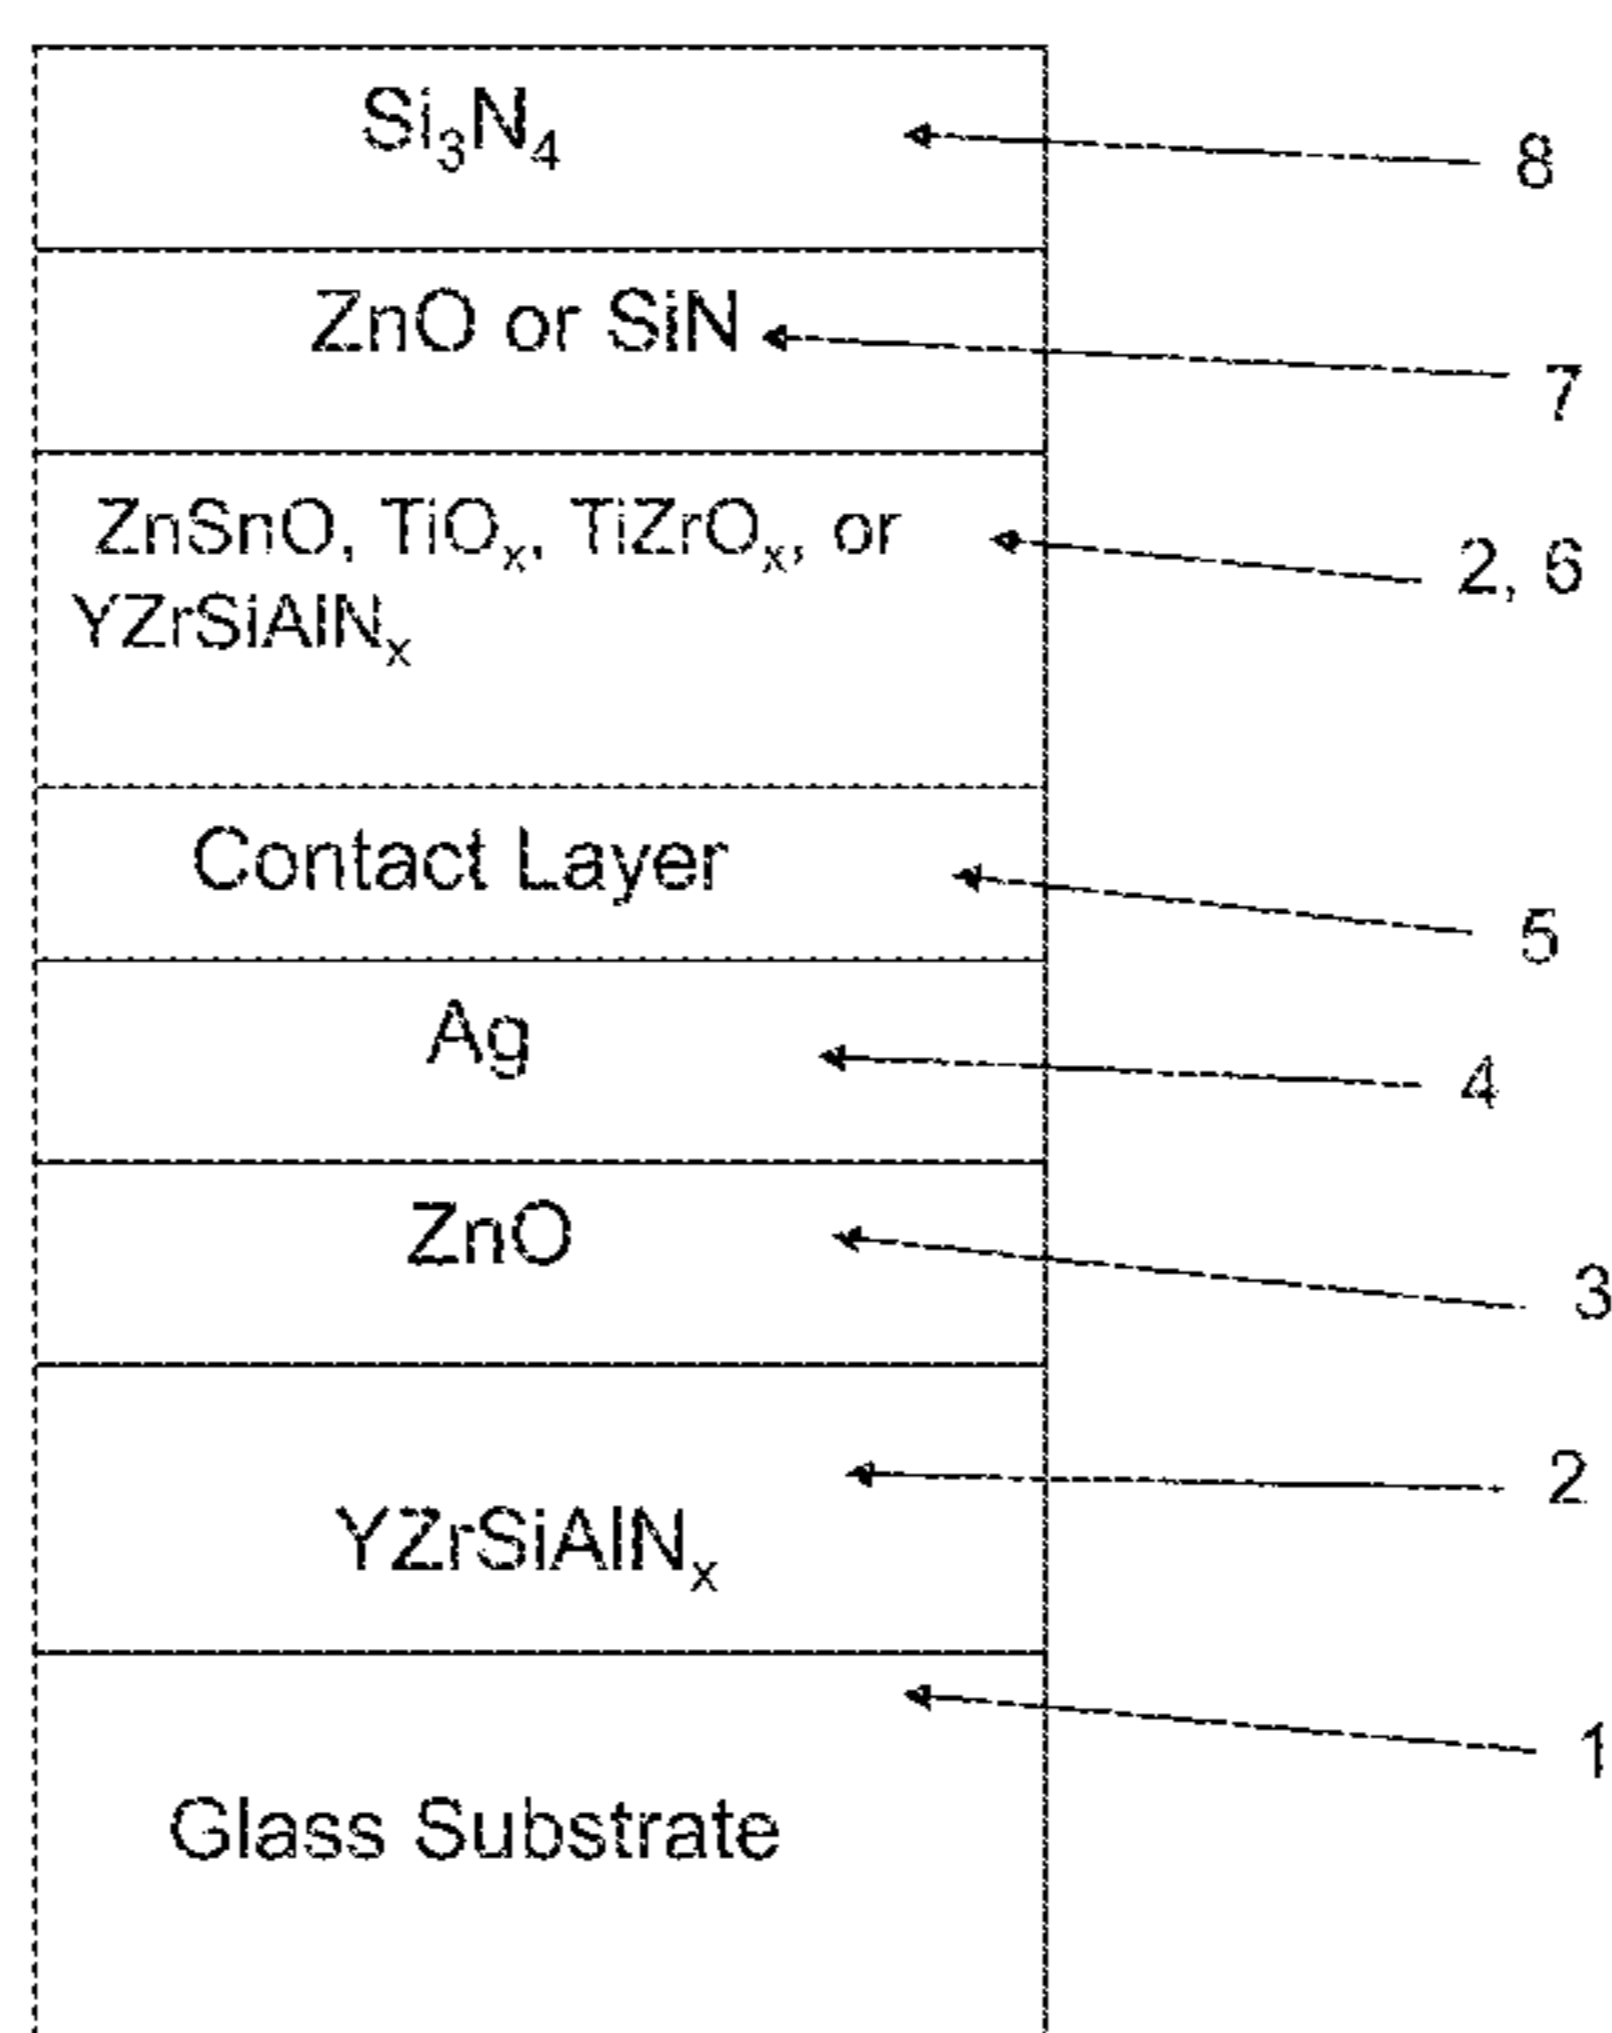 Si₃N₄
8
ZnO or SiN
7
ZnSnO, TiOₓ, TiZrOₓ, or
YZrSiAlNₓ
2, 6
Contact Layer
5
Ag
4
ZnO
3
2
YZrSiAlNₓ
1
Glass Substrate